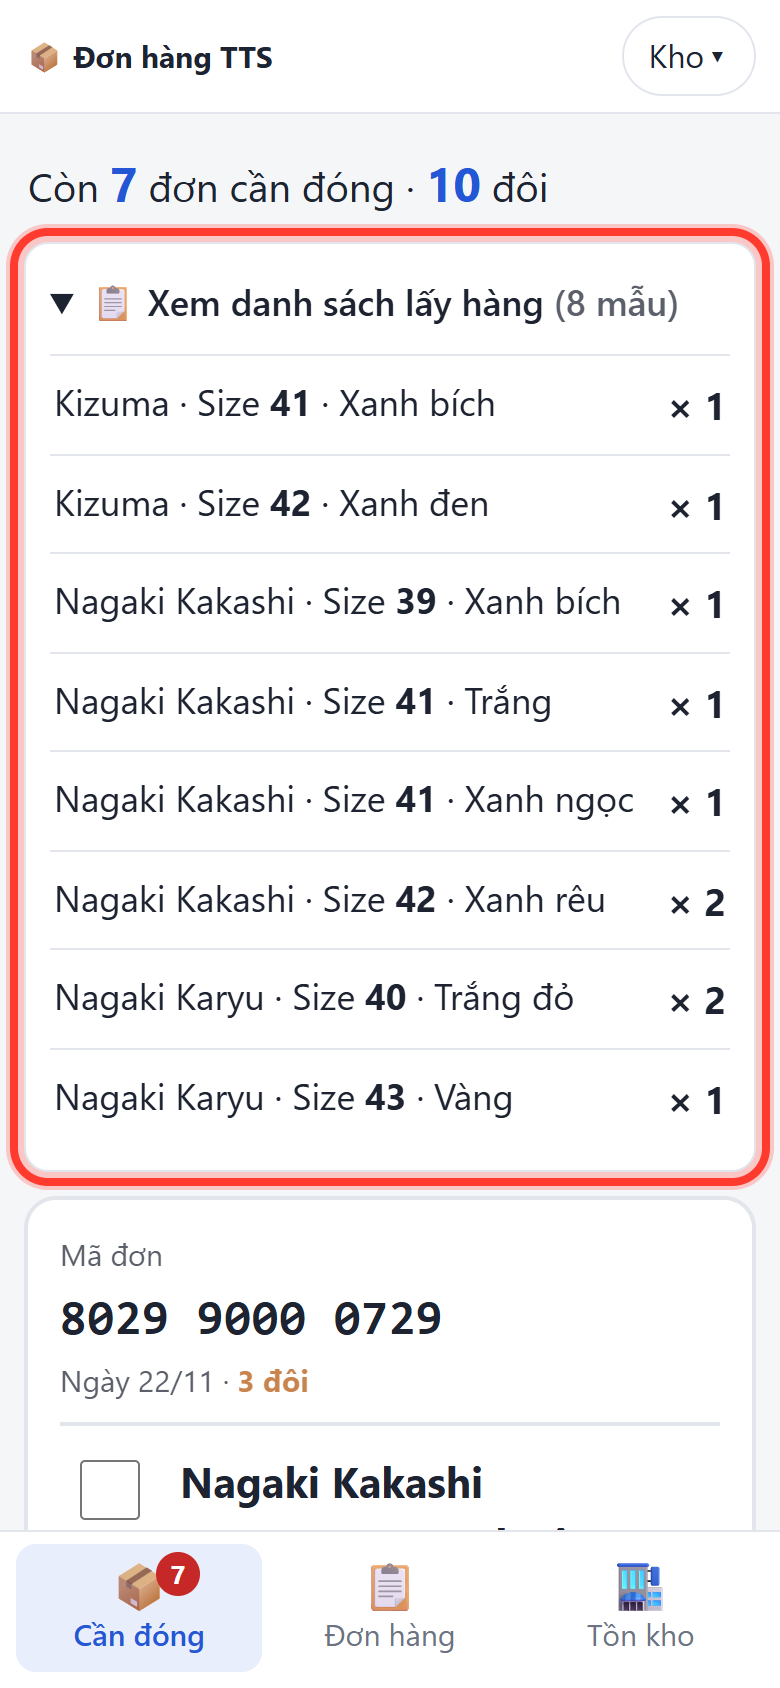 Đơn hàng TTS
Kho ▾
Còn 7 đơn cần đóng · 10 đôi
▼ Xem danh sách lấy hàng (8 mẫu)
Kizuma · Size 41 · Xanh bích × 1
Kizuma · Size 42 · Xanh đen × 1
Nagaki Kakashi · Size 39 · Xanh bích × 1
Nagaki Kakashi · Size 41 · Trắng × 1
Nagaki Kakashi · Size 41 · Xanh ngọc × 1
Nagaki Kakashi · Size 42 · Xanh rêu × 2
Nagaki Karyu · Size 40 · Trắng đỏ × 2
Nagaki Karyu · Size 43 · Vàng × 1
Mã đơn
8029 9000 0729
Ngày 22/11 · 3 đôi
Nagaki Kakashi
7
Cần đóng
Đơn hàng
Tồn kho